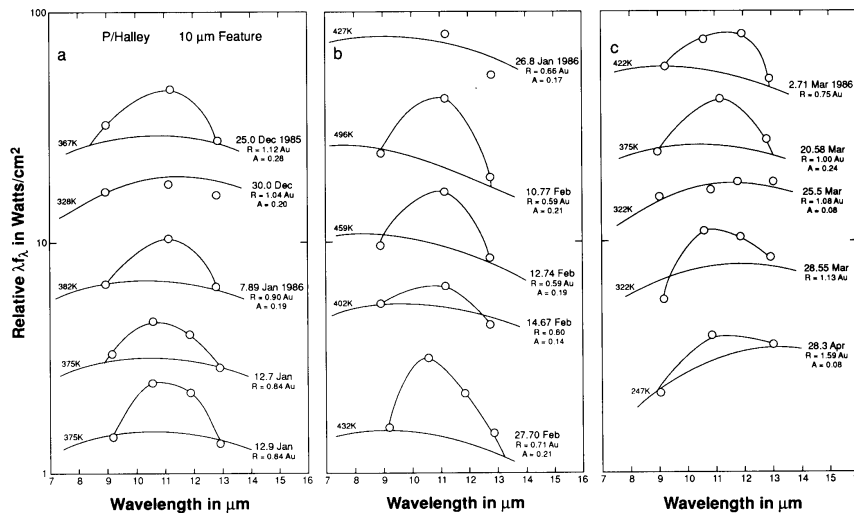 100
10
1
Relative λfλ in Watts/cm2
a
P/Halley 10 μm Feature
367K
25.0 Dec 1985
R = 1.12 Au
A = 0.28
328K
30.0 Dec
R = 1.04 Au
A = 0.20
382K
7.89 Jan 1986
R = 0.90 Au
A = 0.19
375K
12.7 Jan
R = 0.84 Au
375K
12.9 Jan
R = 0.84 Au
7 8 9 10 11 12 13 14 15 16
Wavelength in μm
b
427K
26.8 Jan 1986
R = 0.66 Au
A = 0.17
496K
10.77 Feb
R = 0.59 Au
A = 0.21
459K
12.74 Feb
R = 0.59 Au
A = 0.19
402K
14.67 Feb
R = 0.60
A = 0.14
432K
27.70 Feb
R = 0.71 Au
A = 0.21
7 8 9 10 11 12 13 14 15 16
Wavelength in μm
c
422K
2.71 Mar 1986
R = 0.75 Au
375K
20.58 Mar
R = 1.00 Au
A = 0.24
322K
25.5 Mar
R = 1.08 Au
A = 0.08
322K
28.55 Mar
R = 1.13 Au
247K
28.3 Apr
R = 1.59 Au
A = 0.08
7 8 9 10 11 12 13 14 15 16
Wavelength in μm